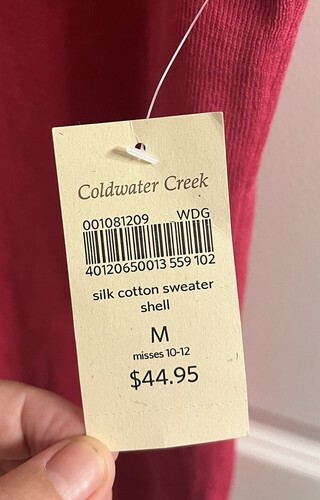 Coldwater Creek
001081209 WDG
40120650013 559 102
silk cotton sweater
shell
M
misses 10-12
$44.95